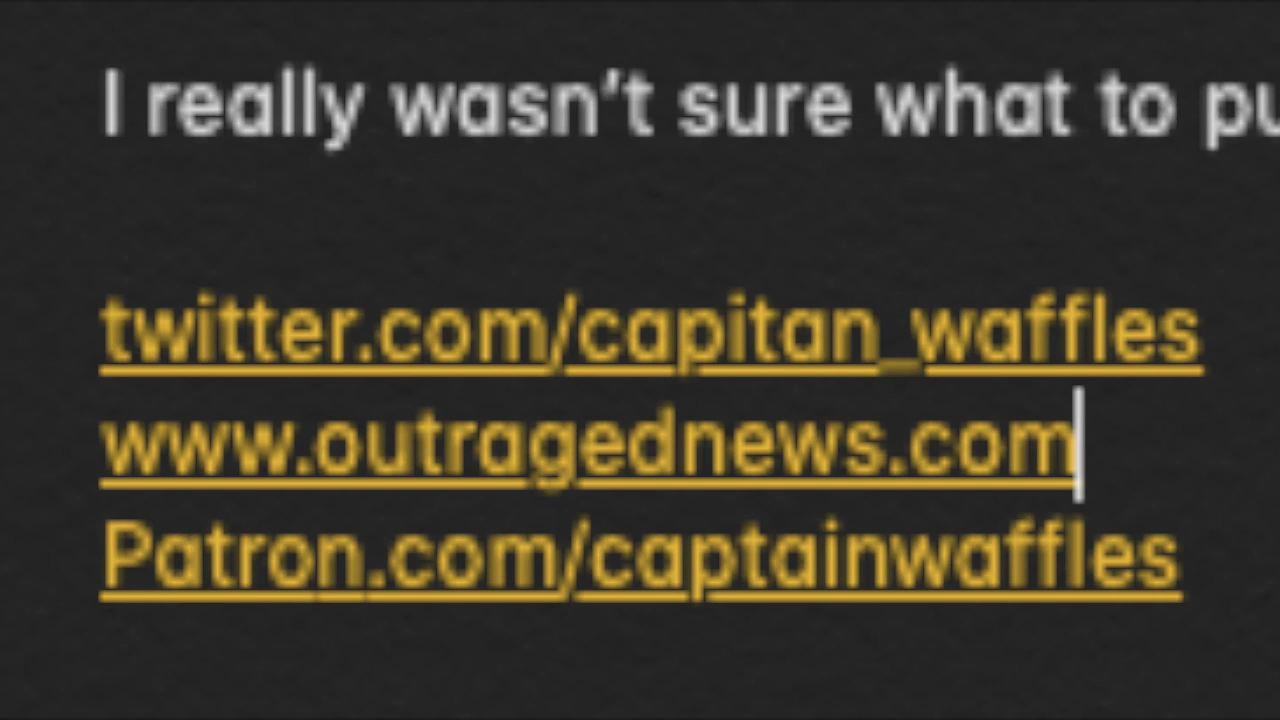 I really wasn't sure what to pu
twitter.com/capitan_waffles
www.outragednews.com
Patron.com/captainwaffles